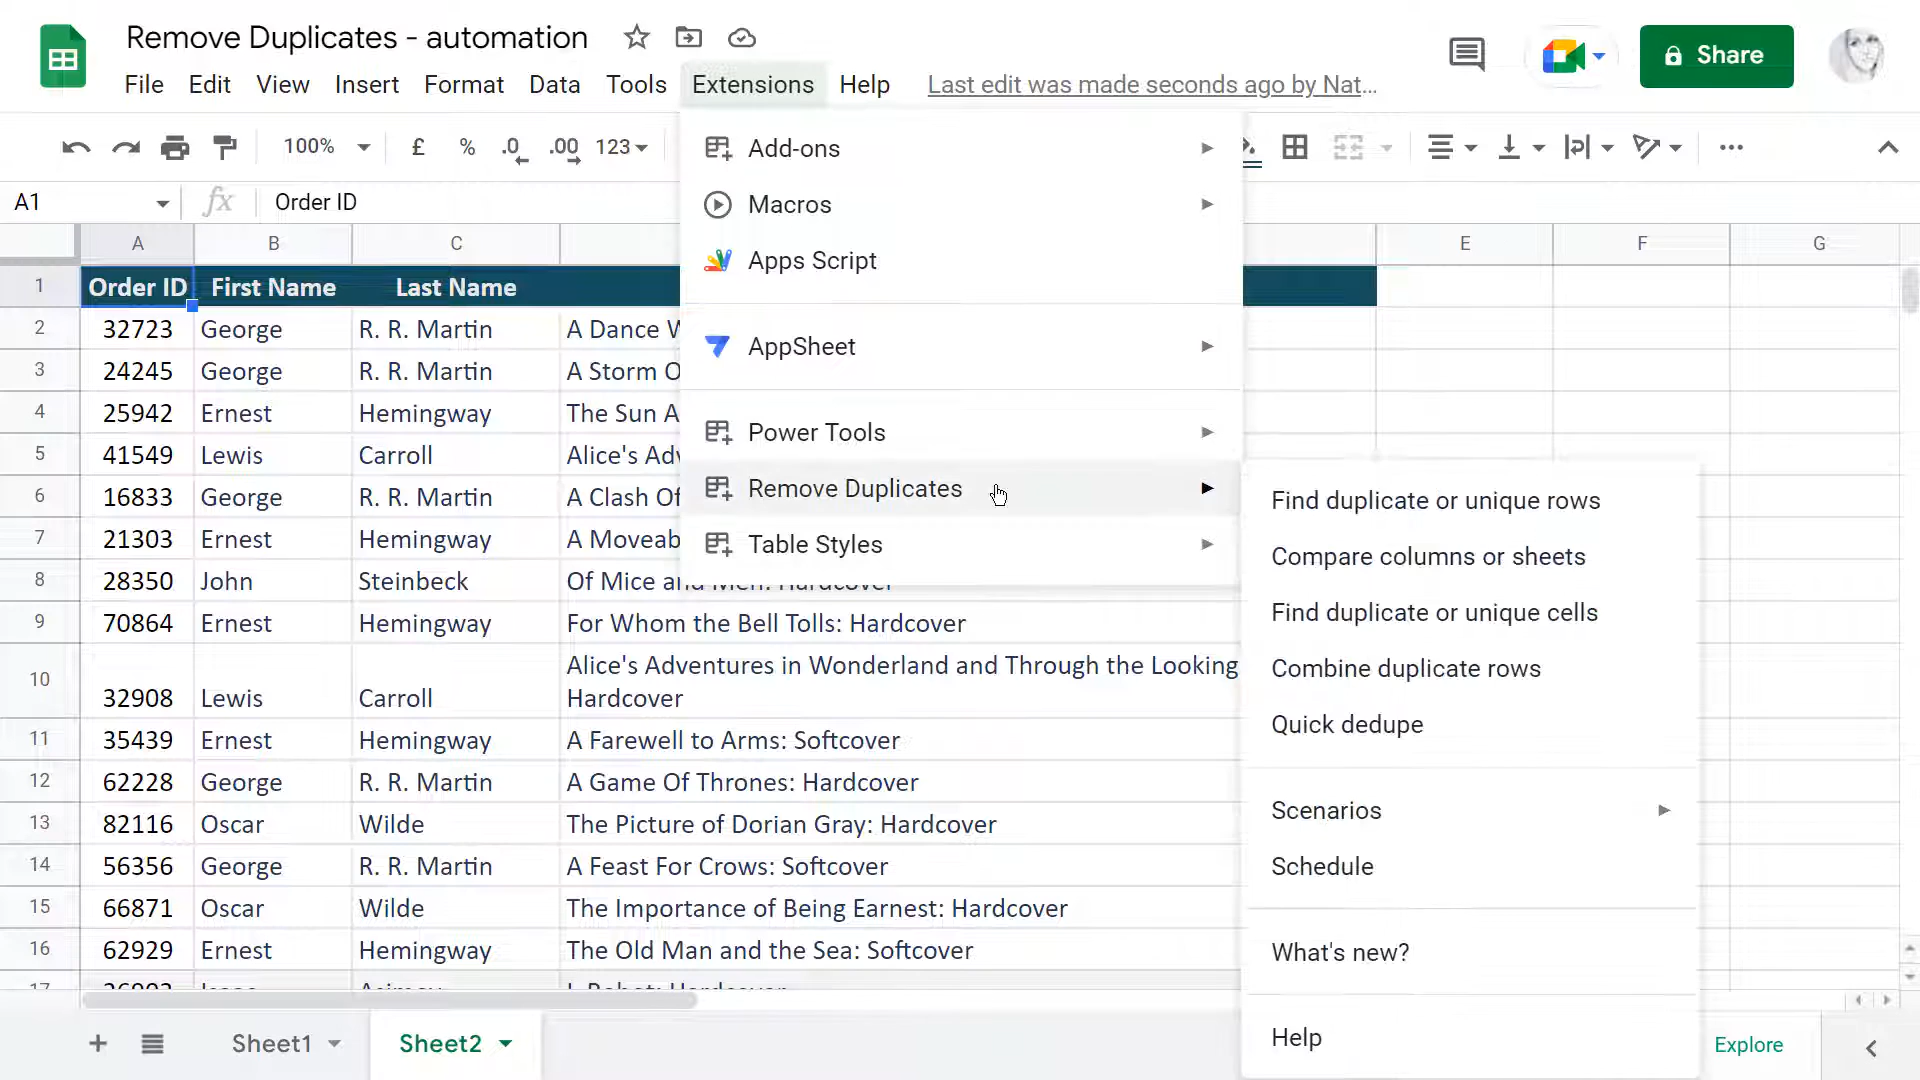 Remove Duplicates - automation
File Edit View Insert Format Data Tools Extensions Help Last edit was made seconds ago by Nat...
Share
100% £ % .0 .00 123
A1 fx Order ID
A B C E F G
1 Order ID First Name Last Name
2 32723 George R. R. Martin A Dance
3 24245 George R. R. Martin A Storm
4 25942 Ernest Hemingway The Sun
5 41549 Lewis Carroll Alice's
6 16833 George R. R. Martin A Clash Of
7 21303 Ernest Hemingway
8 28350 John Steinbeck Of Mice and Men: Hardcover
9 70864 Ernest Hemingway For Whom the Bell Tolls: Hardcover
Alice's Adventures in Wonderland and Through the Looking
10 32908 Lewis Carroll Hardcover
11 35439 Ernest Hemingway A Farewell to Arms: Softcover
12 62228 George R. R. Martin A Game Of Thrones: Hardcover
13 82116 Oscar Wilde The Picture of Dorian Gray: Hardcover
14 56356 George R. R. Martin A Feast For Crows: Softcover
15 66871 Oscar Wilde The Importance of Being Earnest: Hardcover
16 62929 Ernest Hemingway The Old Man and the Sea: Softcover
17
Add-ons
Macros
Apps Script
AppSheet
Power Tools
Remove Duplicates
Table Styles
Find duplicate or unique rows
Compare columns or sheets
Find duplicate or unique cells
Combine duplicate rows
Quick dedupe
Scenarios
Schedule
What's new?
Help
Sheet1 Sheet2 Explore